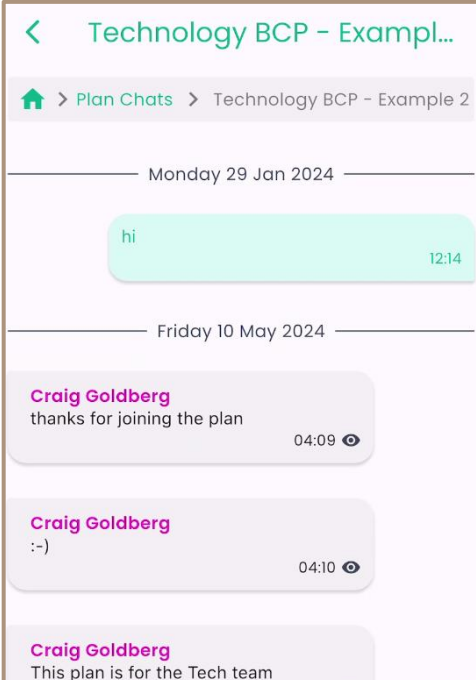 Technology BCP - Exampl...
Plan Chats > Technology BCP - Example 2
Monday 29 Jan 2024
hi
12:14
Friday 10 May 2024
Craig Goldberg
thanks for joining the plan
04:09
Craig Goldberg
:-)
04:10
Craig Goldberg
This plan is for the Tech team